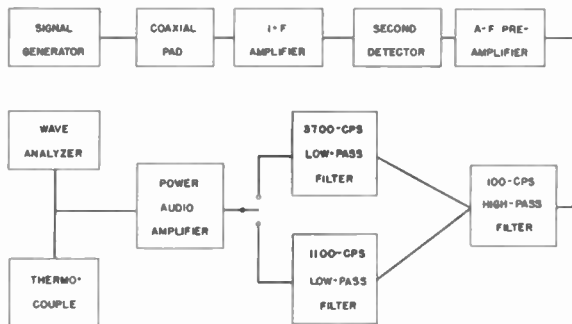 SIGNAL
GENERATOR
COAXIAL
PAD
I-F
AMPLIFIER
SECOND
DETECTOR
A-F PRE-
AMPLIFIER
WAVE
ANALYZER
THERMO-
COUPLE
POWER
AUDIO
AMPLIFIER
3700-CPS
LOW-PASS
FILTER
1100-CPS
LOW-PASS
FILTER
100-CPS
HIGH-PASS
FILTER